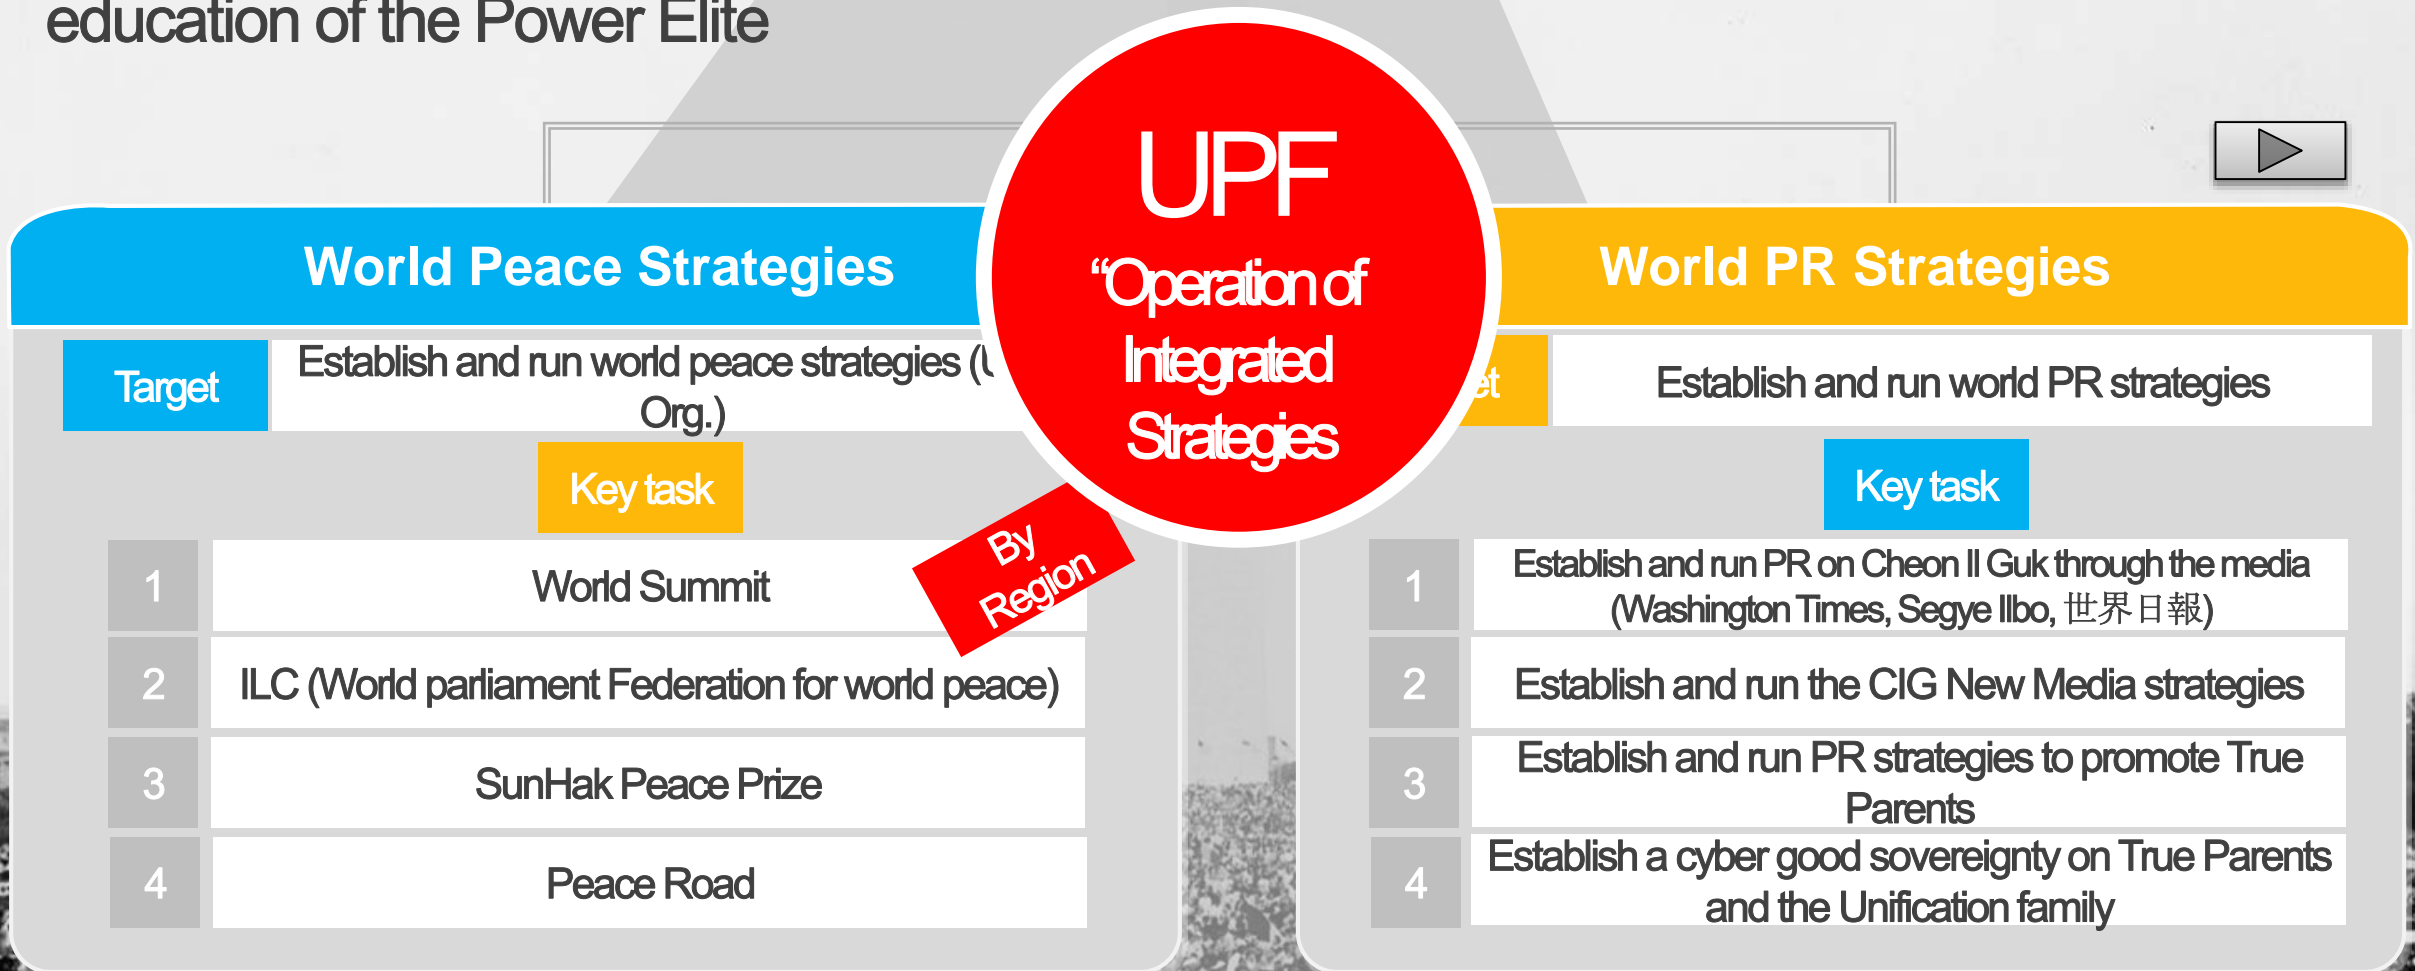 education of the Power Elite
UPF
“Operation of
Integrated
Strategies
By
Region
World Peace Strategies
Target
Establish and run world peace strategies (
Org.)
Key task
1
World Summit
2
ILC (World parliament Federation for world peace)
3
SunHak Peace Prize
4
Peace Road
World PR Strategies
Establish and run world PR strategies
Key task
1
Establish and run PR on Cheon Il Guk through the media
(Washington Times, Segye Ilbo, 世界日報)
2
Establish and run the CIG New Media strategies
3
Establish and run PR strategies to promote True
Parents
4
Establish a cyber good sovereignty on True Parents
and the Unification family